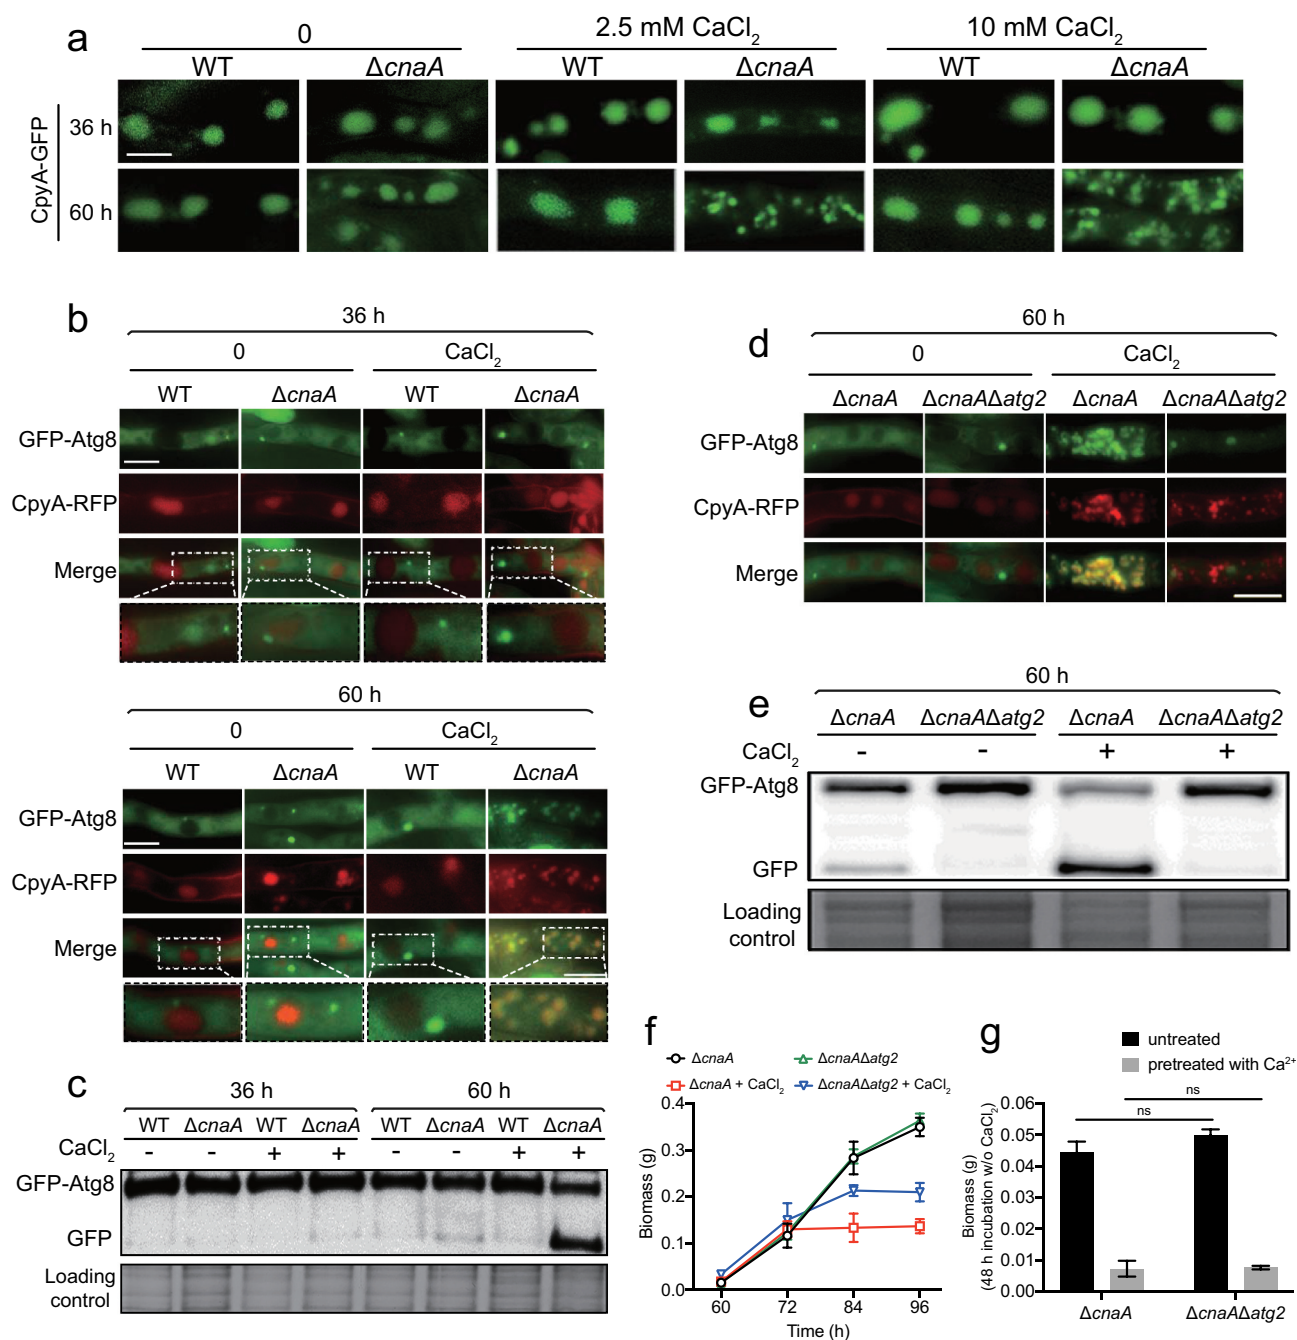 a
0
2.5 mM CaCl₂
10 mM CaCl₂
WT
ΔcnaA
WT
ΔcnaA
WT
ΔcnaA
CpyA-GFP
36 h
60 h
b
36 h
0
CaCl₂
WT
ΔcnaA
WT
ΔcnaA
GFP-Atg8
CpyA-RFP
Merge
60 h
0
CaCl₂
WT
ΔcnaA
WT
ΔcnaA
GFP-Atg8
CpyA-RFP
Merge
c
36 h
60 h
WT ΔcnaA WT ΔcnaA WT ΔcnaA WT ΔcnaA
CaCl₂ - - + + - - + +
GFP-Atg8
GFP
Loading
control
d
60 h
0
CaCl₂
ΔcnaA ΔcnaAΔatg2 ΔcnaA ΔcnaAΔatg2
GFP-Atg8
CpyA-RFP
Merge
e
60 h
ΔcnaA ΔcnaAΔatg2 ΔcnaA ΔcnaAΔatg2
CaCl₂ - - + +
GFP-Atg8
GFP
Loading
control
f
ΔcnaA
ΔcnaAΔatg2
ΔcnaA + CaCl₂
ΔcnaAΔatg2 + CaCl₂
0.4
0.3
0.2
0.1
0.0
Biomass (g)
60 72 84 96
Time (h)
g
untreated
pretreated with Ca²⁺
ns
ns
0.06
0.05
0.04
0.03
0.02
0.01
0.00
Biomass (g)
(48 h incubation w/o CaCl₂)
ΔcnaA ΔcnaAΔatg2